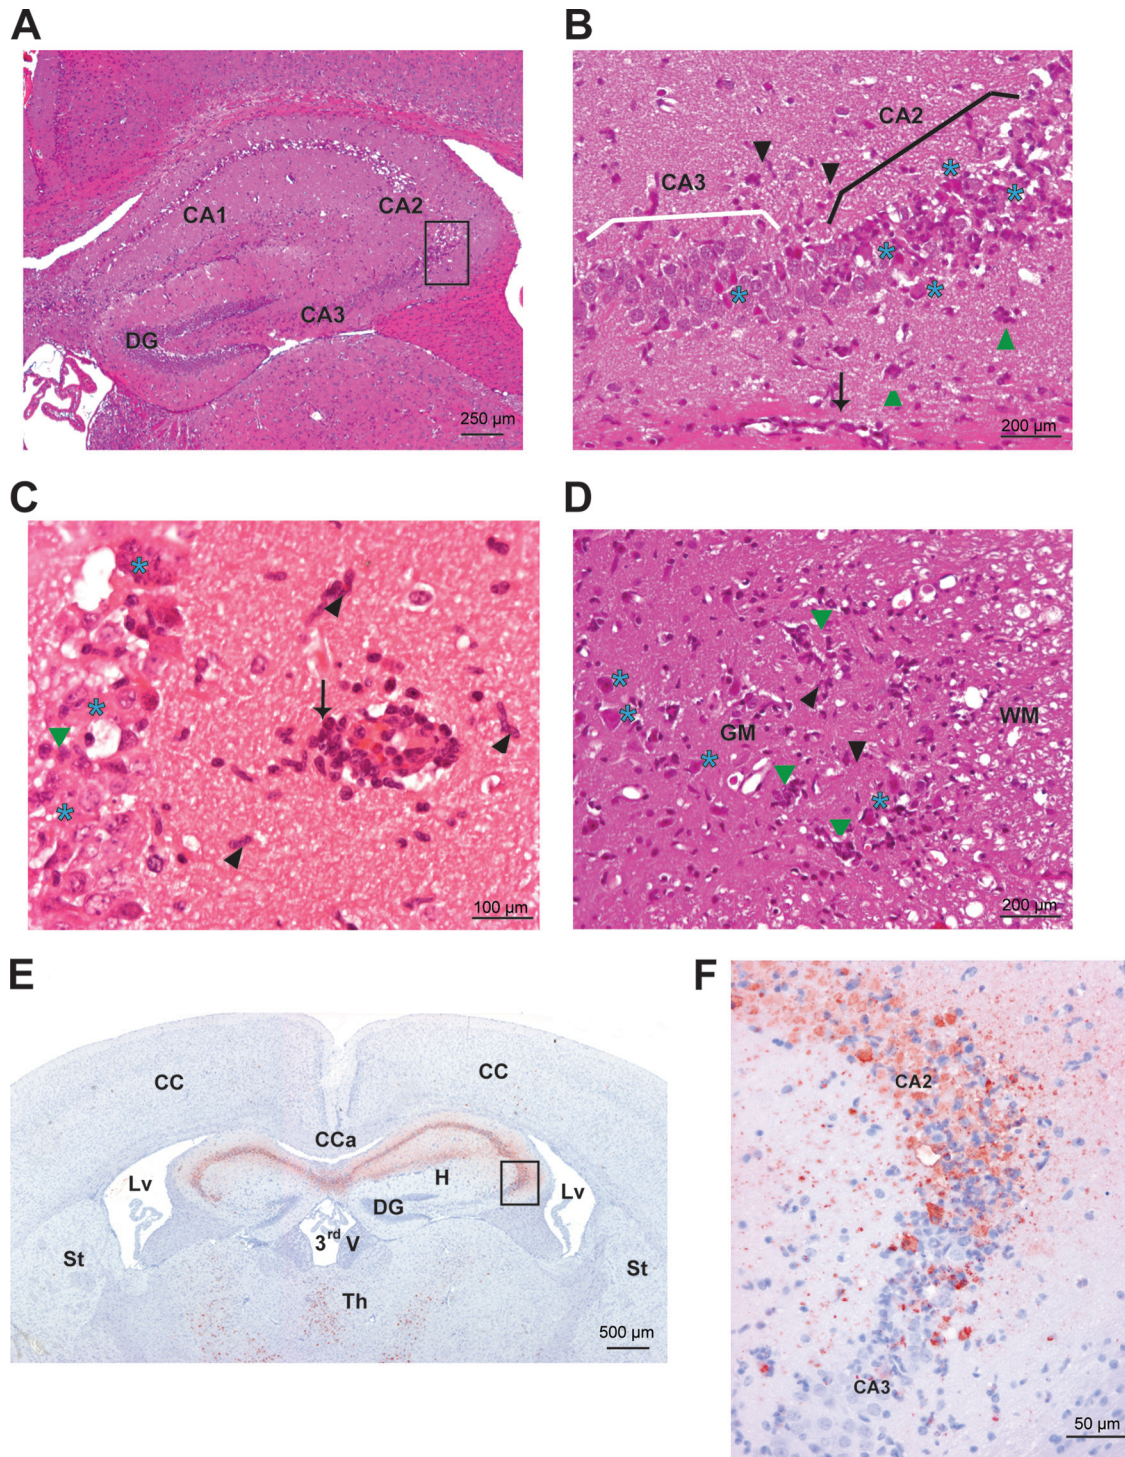 A
CA1
CA2
CA3
DG
250 µm
B
CA2
CA3
200 µm
C
100 µm
D
GM
WM
200 µm
E
CC
CC
CCa
Lv
H
Lv
DG
3rd V
St
St
Th
500 µm
F
CA2
CA3
50 µm